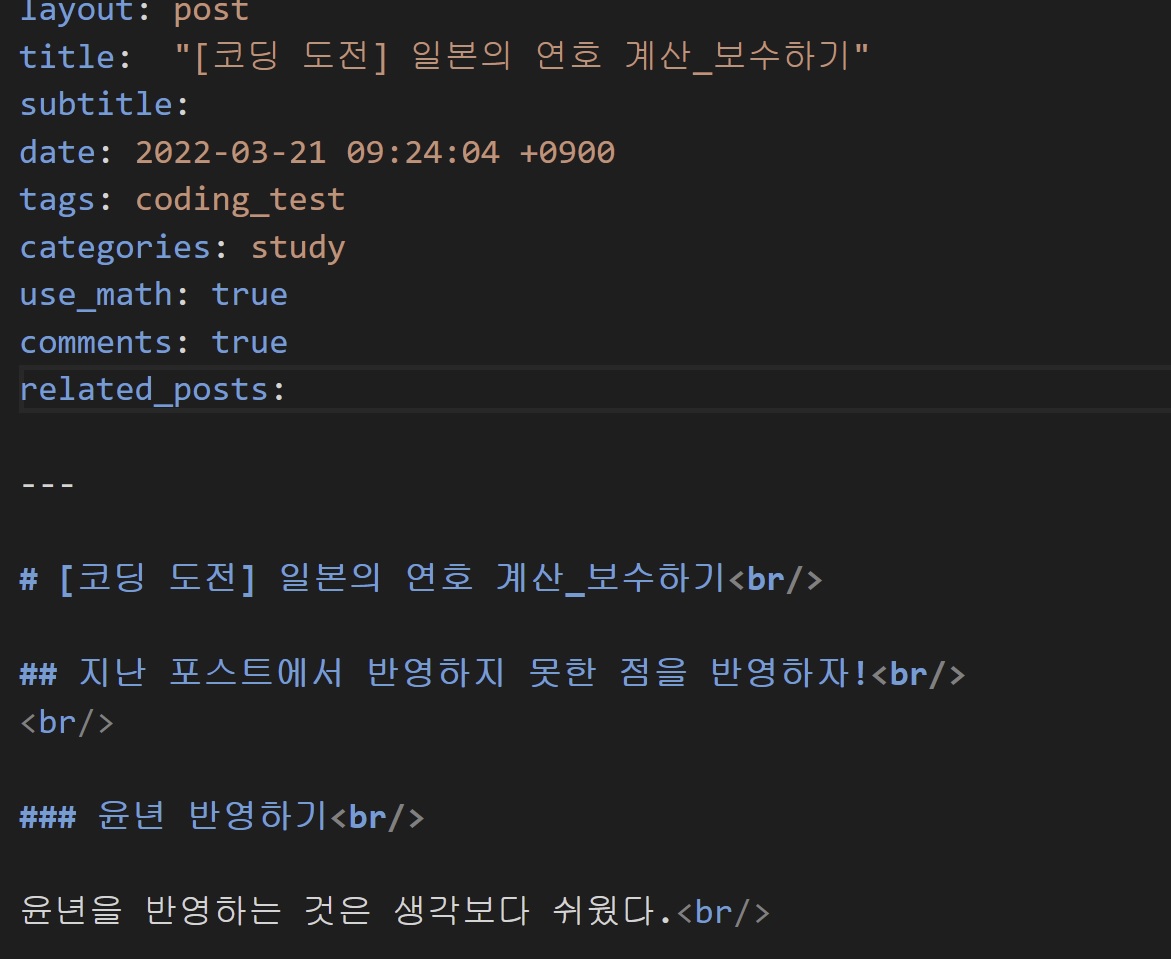 layout: post
title:  "[코딩 도전] 일본의 연호 계산_보수하기"
subtitle:
date: 2022-03-21 09:24:04 +0900
tags: coding_test
categories: study
use_math: true
comments: true
related_posts:
---
# [코딩 도전] 일본의 연호 계산_보수하기<br/>
## 지난 포스트에서 반영하지 못한 점을 반영하자!<br/>
<br/>
### 윤년 반영하기<br/>
윤년을 반영하는 것은 생각보다 쉬웠다.<br/>